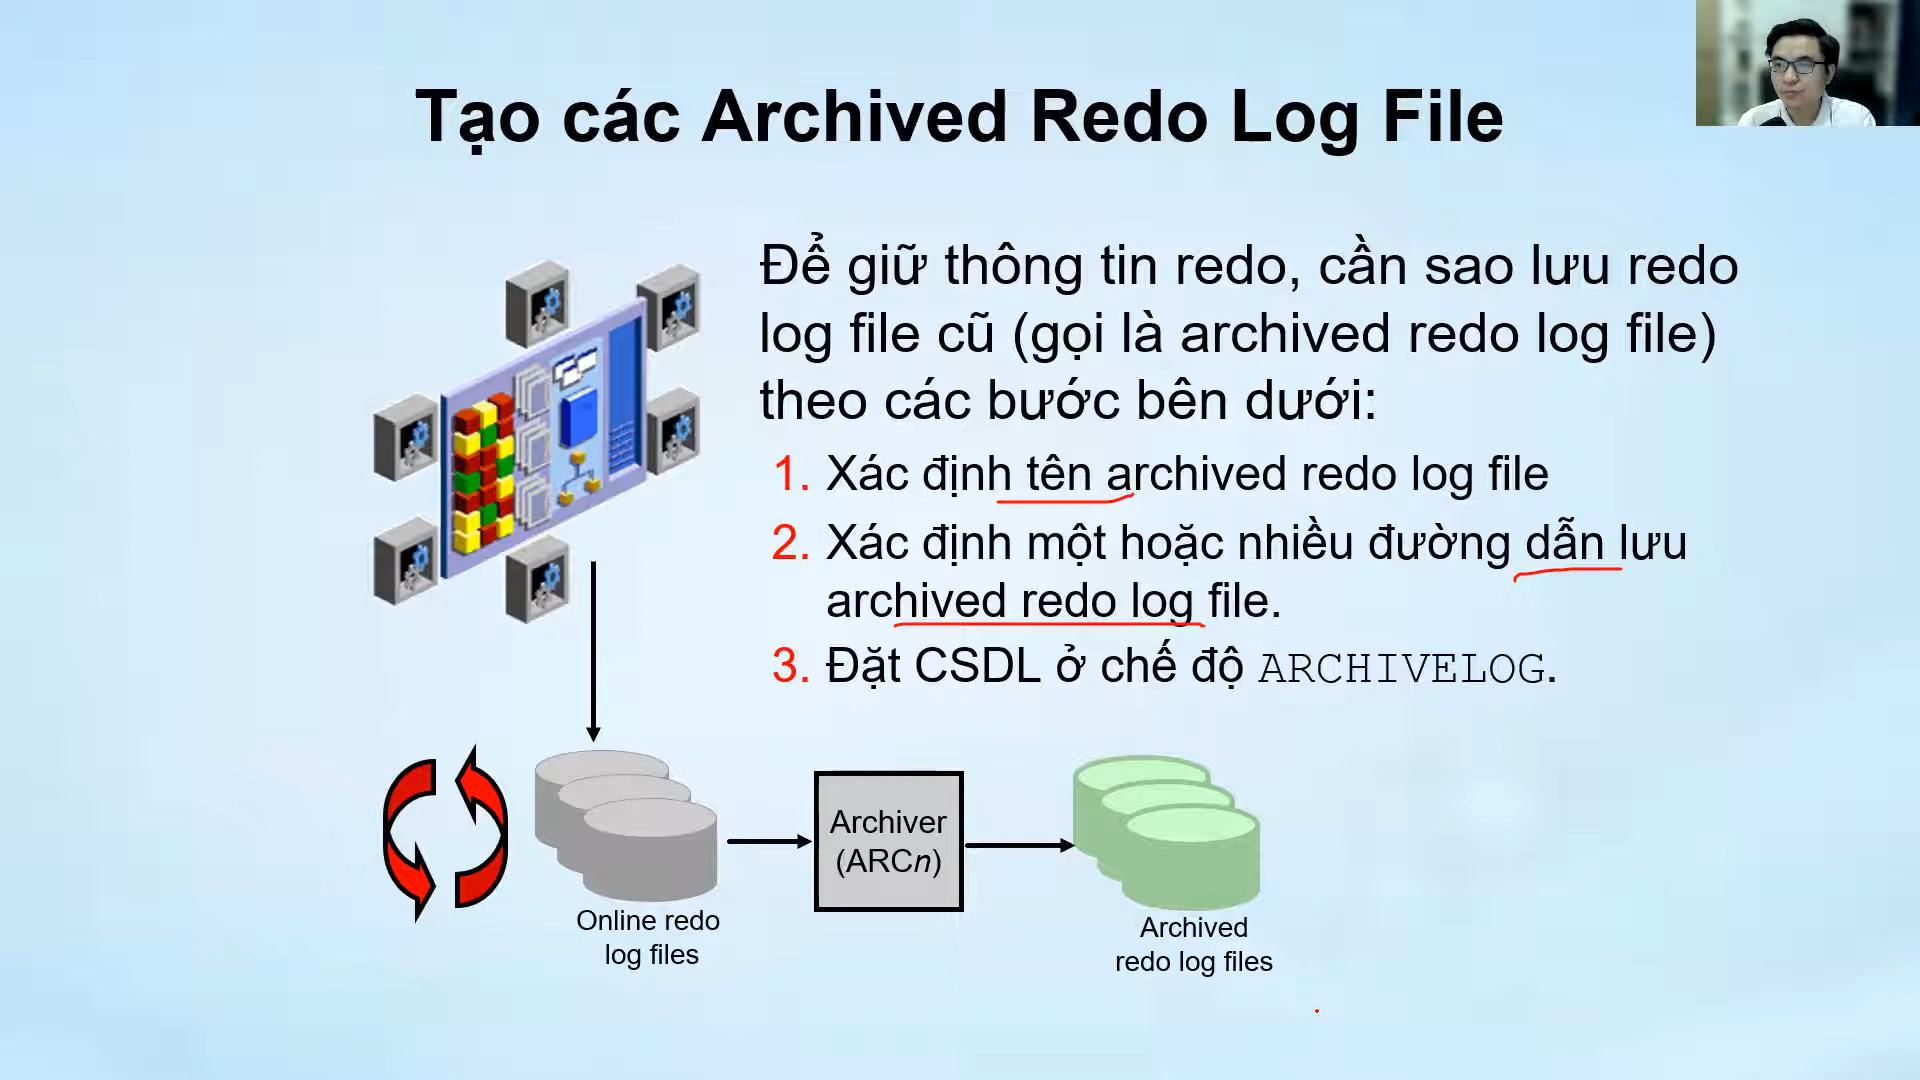 Tạo các Archived Redo Log File
Để giữ thông tin redo, cần sao lưu redo
log file cũ (gọi là archived redo log file)
theo các bước bên dưới:
1. Xác định tên archived redo log file
2. Xác định một hoặc nhiều đường dẫn lưu
archived redo log file.
3. Đặt CSDL ở chế độ ARCHIVELOG.
Archiver
(ARCn)
Online redo
log files
Archived
redo log files